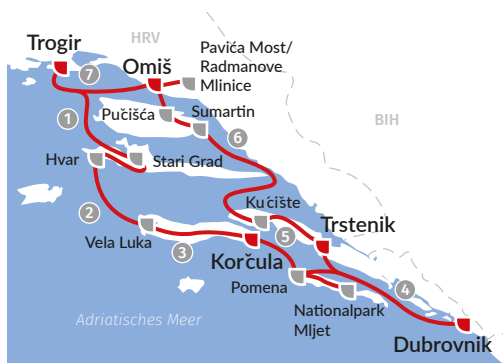 HRV
Trogir
7
Omiš
Pavića Most/
Radmanove
Mlinice
1
Pučišća
Sumartin
BIH
6
Hvar
Stari Grad
Kućište
2
Vela Luka
3
5
Trstenik
Korčula
Pomena
4
Nationalpark
Mljet
Adriatisches Meer
Dubrovnik